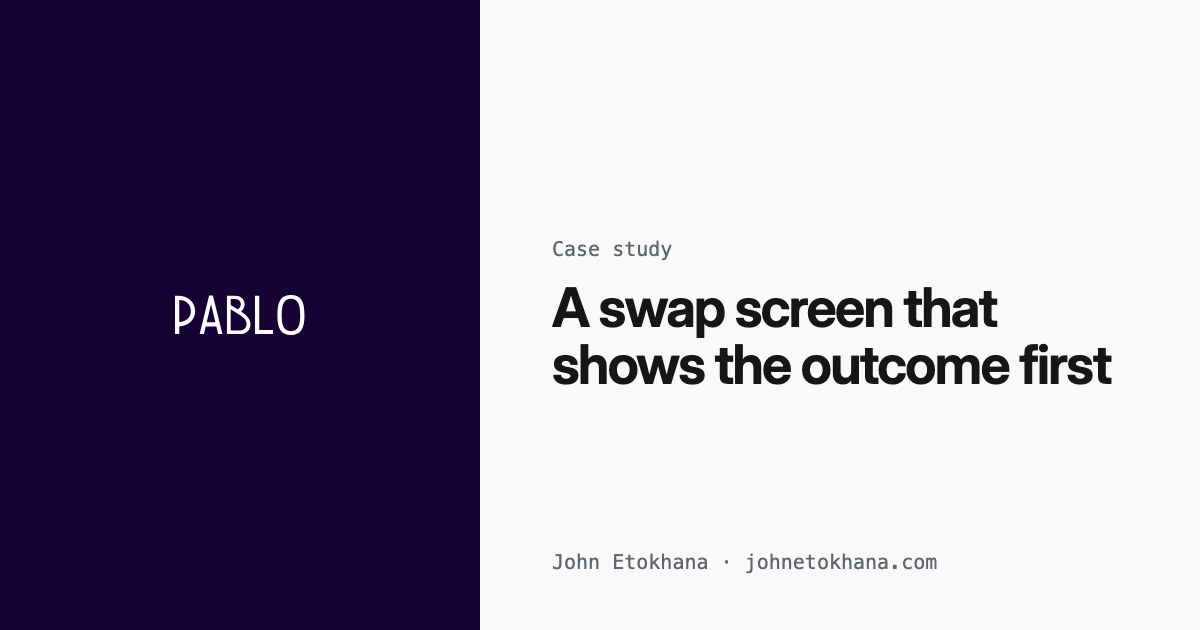 PABLO
Case study
A swap screen that
shows the outcome first
John Etokhana · johnetokhana.com